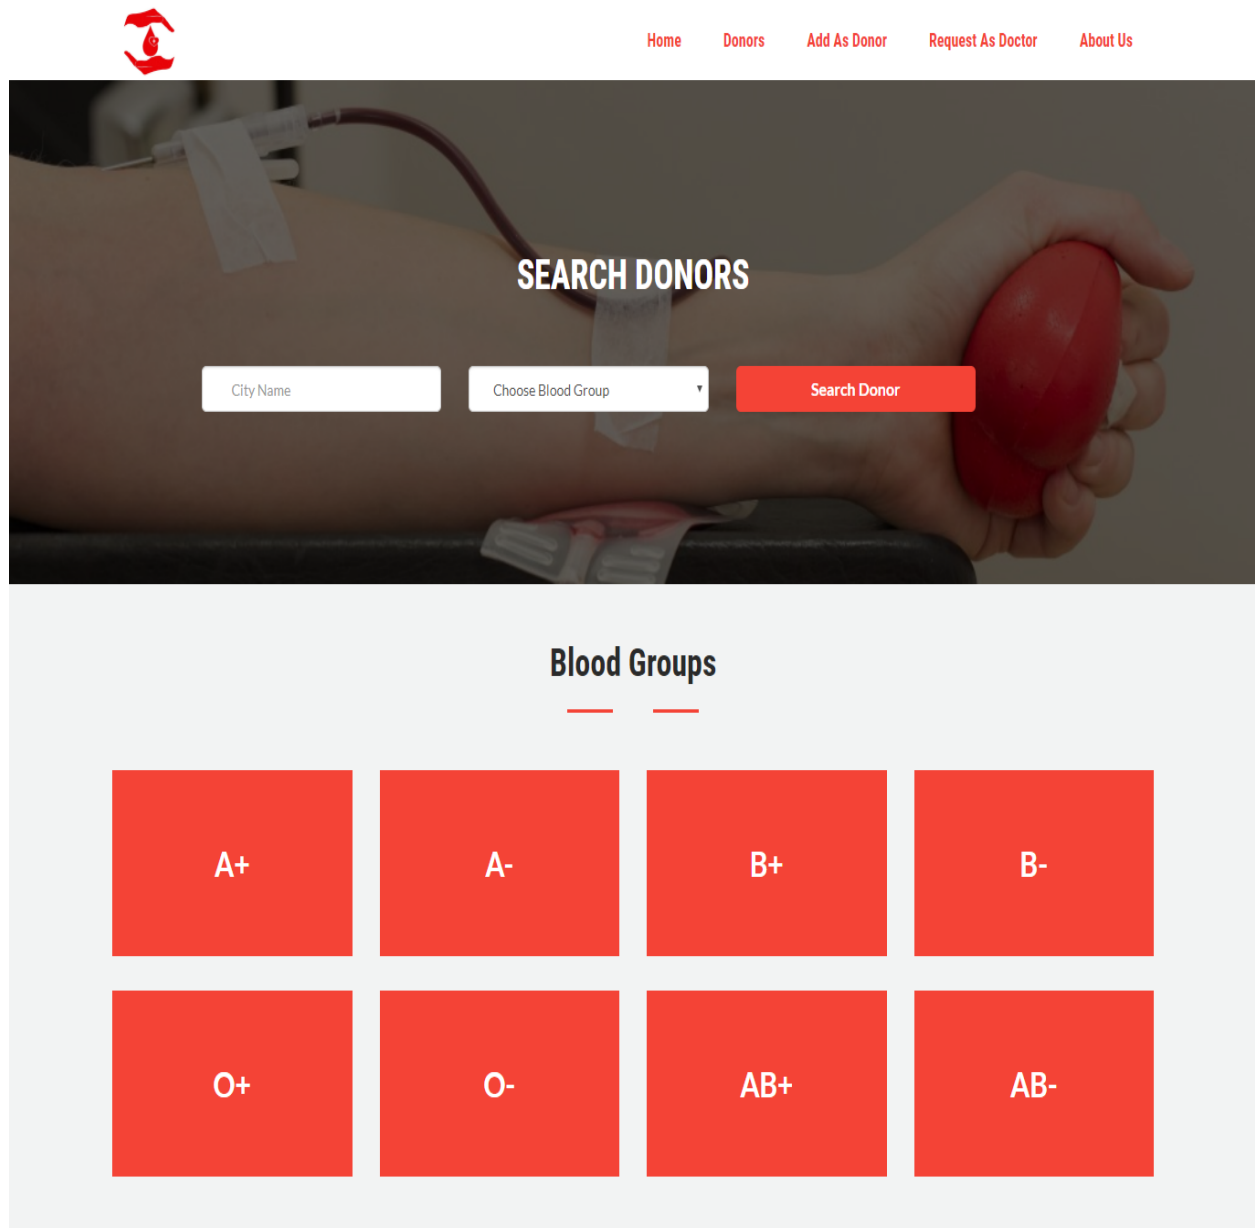 Home Donors Add As Donor Request As Doctor About Us
SEARCH DONORS
City Name Choose Blood Group Search Donor
Blood Groups
A+ A- B+ B-
O+ O- AB+ AB-